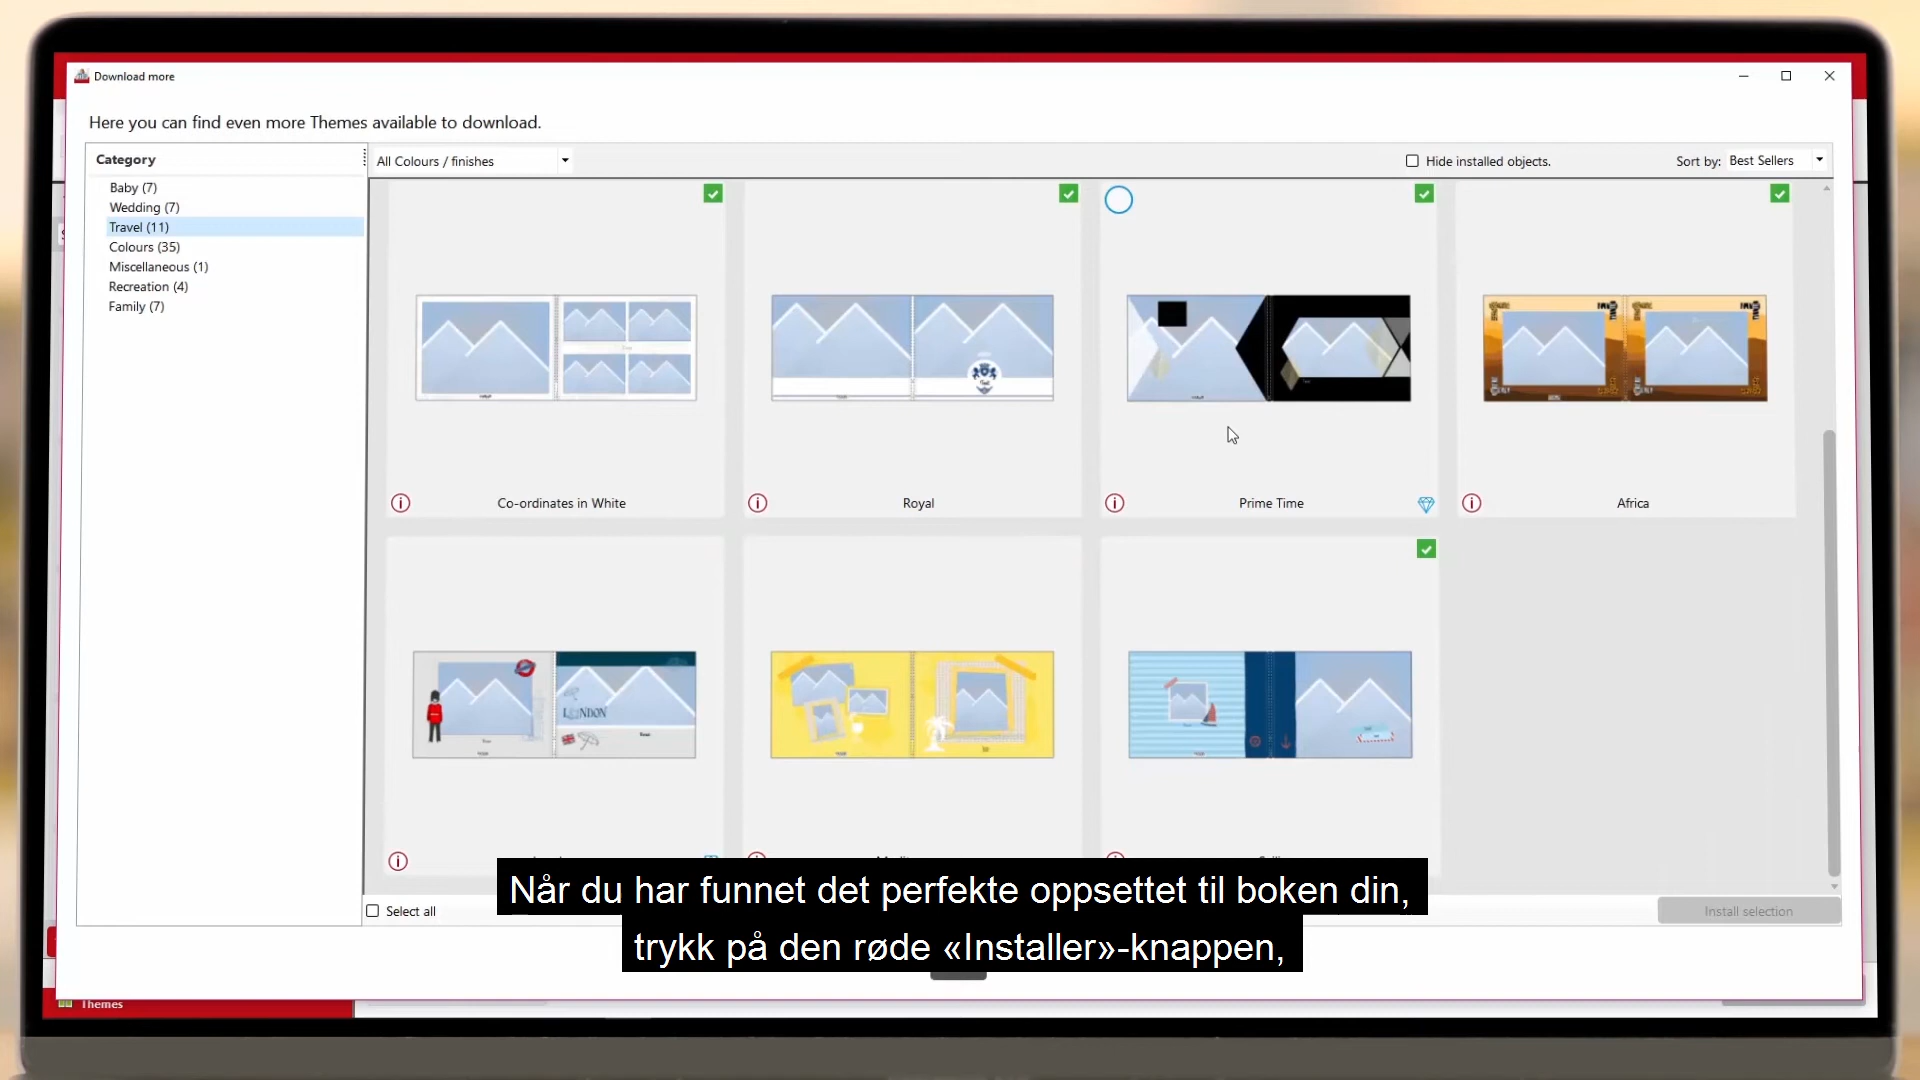 Download more
Here you can find even more Themes available to download.
Category
All Colours / finishes
Hide installed objects.
Sort by: Best Sellers
Baby (7)
Wedding (7)
Travel (11)
Colours (35)
Miscellaneous (1)
Recreation (4)
Family (7)
Co-ordinates in White
Royal
Prime Time
Africa
LONDON
Select all
Install selection
Når du har funnet det perfekte oppsettet til boken din,
trykk på den røde «Installer»-knappen,
Themes